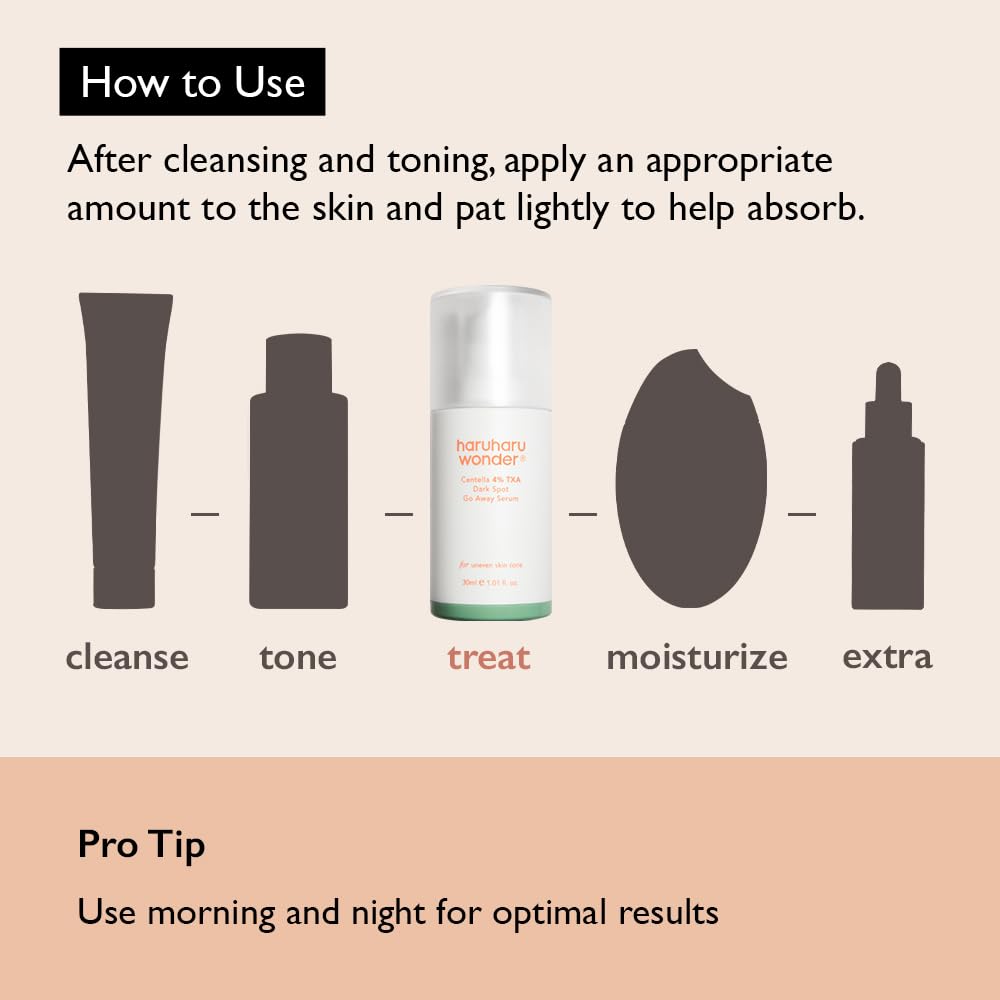 How to Use
After cleansing and toning, apply an appropriate
amount to the skin and pat lightly to help absorb.
haruharu
wonder®
Centella 4% TXA
Dark Spot
Go Away Serum
for uneven skin tone
30ml ℮ 1.01 fl. oz.
cleanse
tone
treat
moisturize
extra
Pro Tip
Use morning and night for optimal results